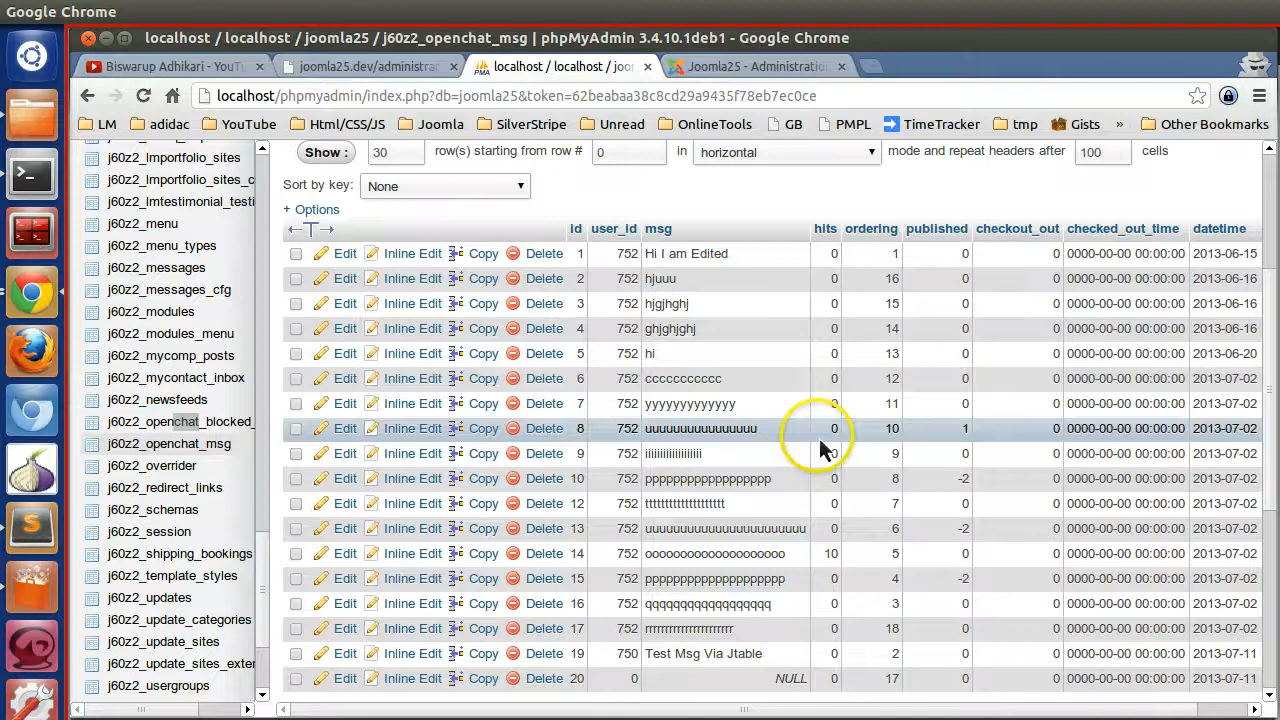 Google Chrome
localhost / localhost / joomla25 / j60z2_openchat_msg | phpMyAdmin 3.4.10.1deb1 - Google Chrome
Biswarup Adhikari - YouT
joomla25.dev/administra
localhost / localhost / joo
Joomla25 - Administratio
localhost/phpmyadmin/index.php?db=joomla25&token=62beabaa38c8cd29a9435f78eb7ec0ce
LM adidac YouTube Html/CSS/JS Joomla SilverStripe Unread OnlineTools GB PMPL TimeTracker tmp Gists » Other Bookmarks
j60z2_lmportfolio_sites
j60z2_lmportfolio_sites_c
j60z2_lmtestimonial_testi
j60z2_menu
j60z2_menu_types
j60z2_messages
j60z2_messages_cfg
j60z2_modules
j60z2_modules_menu
j60z2_mycomp_posts
j60z2_mycontact_inbox
j60z2_newsfeeds
j60z2_openchat_blocked_
j60z2_openchat_msg
j60z2_overrider
j60z2_redirect_links
j60z2_schemas
j60z2_session
j60z2_shipping_bookings
j60z2_template_styles
j60z2_updates
j60z2_update_categories
j60z2_update_sites
j60z2_update_sites_exter
j60z2_usergroups
Show : 30 row(s) starting from row # 0 in horizontal mode and repeat headers after 100 cells
Sort by key: None
+ Options
←T→ id user_id msg hits ordering published checkout_out checked_out_time datetime
Edit Inline Edit Copy Delete 1 752 Hi I am Edited 0 1 0 0 0000-00-00 00:00:00 2013-06-15
Edit Inline Edit Copy Delete 2 752 hjuuu 0 16 0 0 0000-00-00 00:00:00 2013-06-16
Edit Inline Edit Copy Delete 3 752 hjgjhghj 0 15 0 0 0000-00-00 00:00:00 2013-06-16
Edit Inline Edit Copy Delete 4 752 ghjghjghj 0 14 0 0 0000-00-00 00:00:00 2013-06-16
Edit Inline Edit Copy Delete 5 752 hi 0 13 0 0 0000-00-00 00:00:00 2013-06-20
Edit Inline Edit Copy Delete 6 752 ccccccccccc 0 12 0 0 0000-00-00 00:00:00 2013-07-02
Edit Inline Edit Copy Delete 7 752 yyyyyyyyyyyyy 0 11 0 0 0000-00-00 00:00:00 2013-07-02
Edit Inline Edit Copy Delete 8 752 uuuuuuuuuuuuuuuu 0 10 1 0 0000-00-00 00:00:00 2013-07-02
Edit Inline Edit Copy Delete 9 752 iiiiiiiiiiiiiiiiiii 0 9 0 0 0000-00-00 00:00:00 2013-07-02
Edit Inline Edit Copy Delete 10 752 pppppppppppppppppp 0 8 -2 0 0000-00-00 00:00:00 2013-07-02
Edit Inline Edit Copy Delete 12 752 tttttttttttttttttttttt 0 7 0 0 0000-00-00 00:00:00 2013-07-02
Edit Inline Edit Copy Delete 13 752 uuuuuuuuuuuuuuuuuuuuuuu 0 6 -2 0 0000-00-00 00:00:00 2013-07-02
Edit Inline Edit Copy Delete 14 752 oooooooooooooooooooo 10 5 0 0 0000-00-00 00:00:00 2013-07-02
Edit Inline Edit Copy Delete 15 752 pppppppppppppppppppp 0 4 -2 0 0000-00-00 00:00:00 2013-07-02
Edit Inline Edit Copy Delete 16 752 qqqqqqqqqqqqqqqqqq 0 3 0 0 0000-00-00 00:00:00 2013-07-02
Edit Inline Edit Copy Delete 17 752 rrrrrrrrrrrrrrrrrrrrr 0 18 0 0 0000-00-00 00:00:00 2013-07-02
Edit Inline Edit Copy Delete 19 750 Test Msg Via Jtable 0 2 0 0 0000-00-00 00:00:00 2013-07-11
Edit Inline Edit Copy Delete 20 0 NULL 0 17 0 0 0000-00-00 00:00:00 2013-07-11